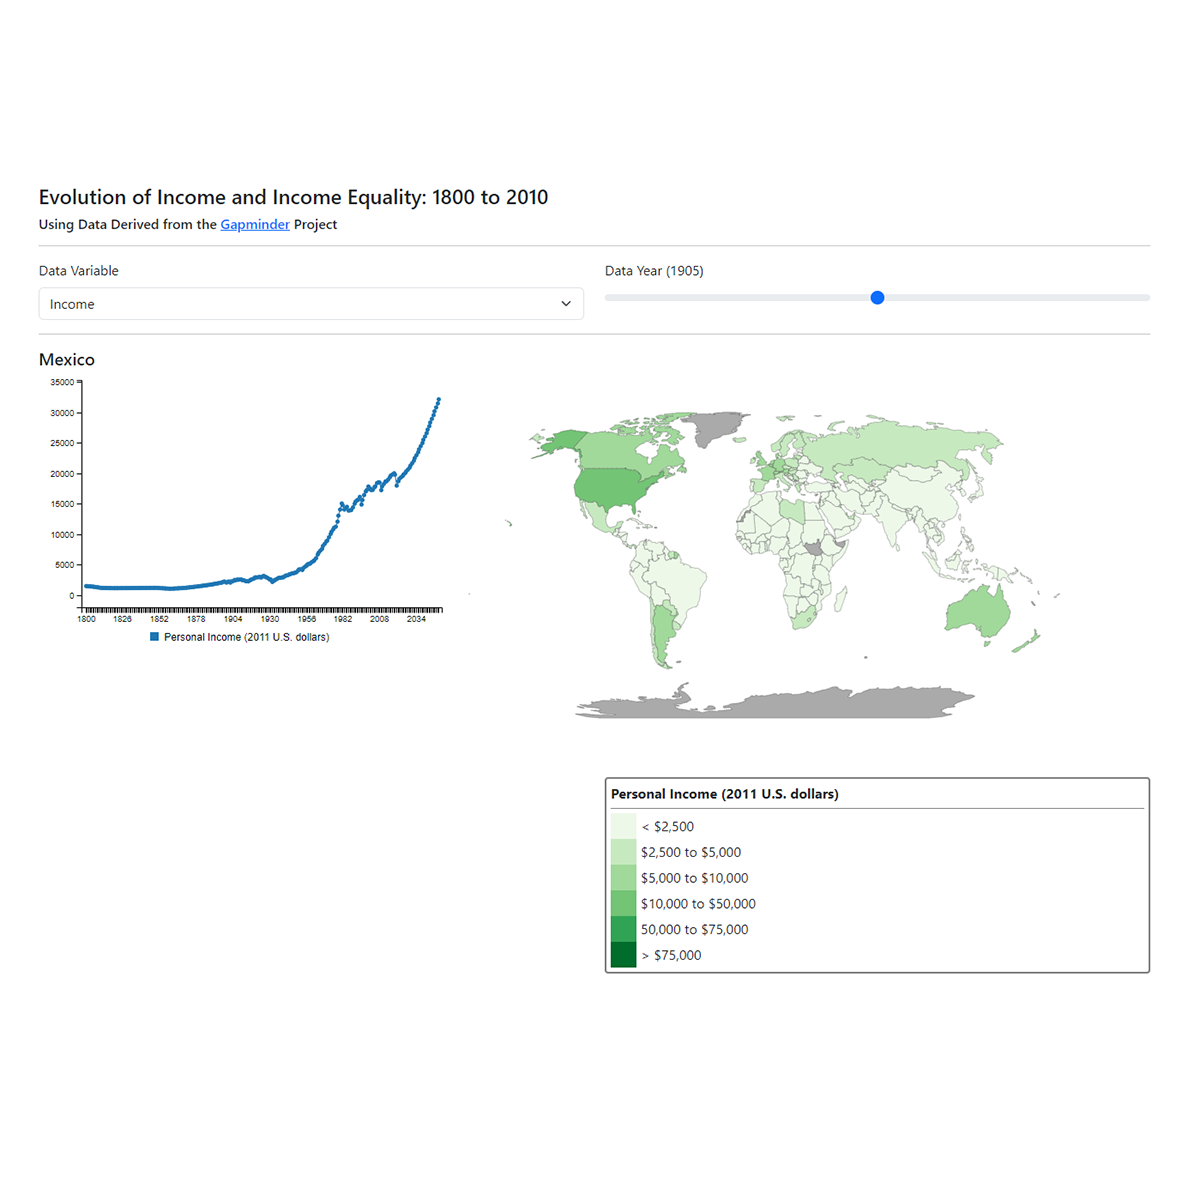 Evolution of Income and Income Equality: 1800 to 2010
Using Data Derived from the Gapminder Project
Data Variable
Income
Data Year (1905)
Mexico
35000
30000
25000
20000
15000
10000
5000
0
1800 1826 1852 1878 1904 1930 1956 1982 2008 2034
Personal Income (2011 U.S. dollars)
Personal Income (2011 U.S. dollars)
< $2,500
$2,500 to $5,000
$5,000 to $10,000
$10,000 to $50,000
50,000 to $75,000
> $75,000